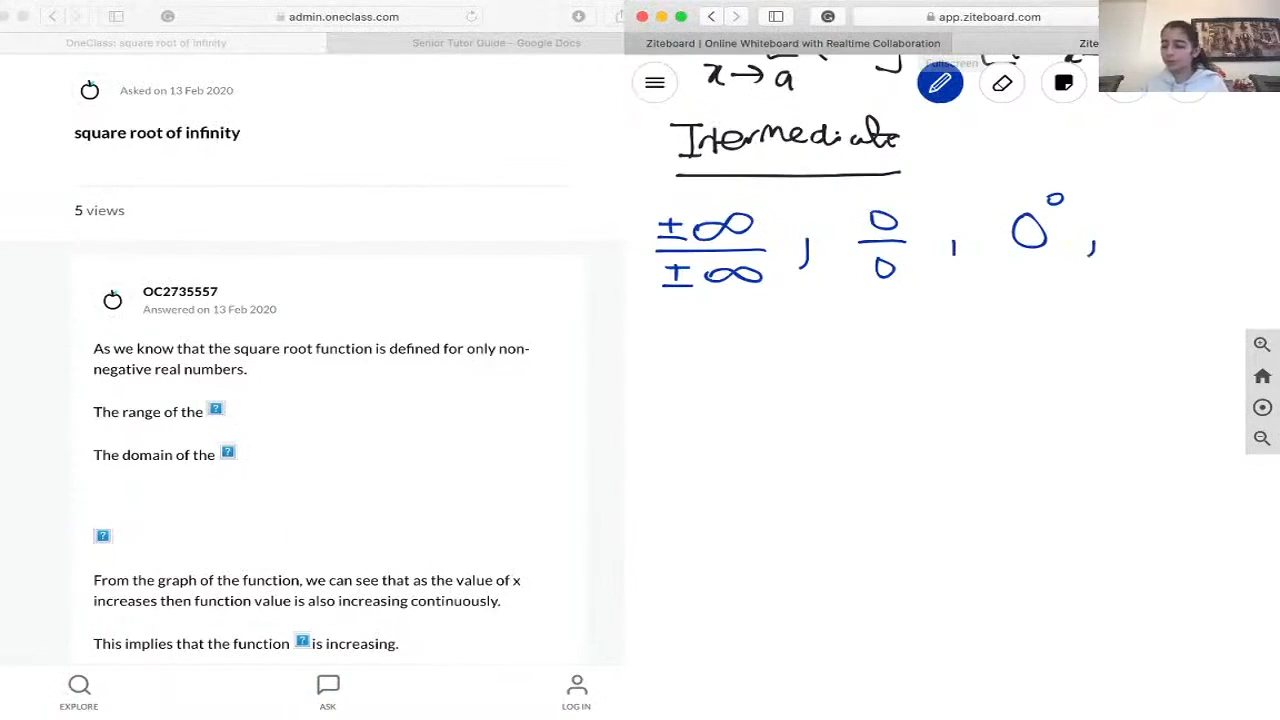 admin.oneclass.com
OneClass: square root of infinity
Senior Tutor Guide – Google Docs
Asked on 13 Feb 2020
square root of infinity
5 views
OC2735557
Answered on 13 Feb 2020
As we know that the square root function is defined for only non-
negative real numbers.
The range of the
The domain of the
From the graph of the function, we can see that as the value of x
increases then function value is also increasing continuously.
This implies that the function is increasing.
EXPLORE
ASK
LOG IN
app.ziteboard.com
Ziteboard | Online Whiteboard with Realtime Collaboration
Zite
Fullscreen
x → a
Intermediate
±∞/±∞ , 0/0 , 0⁰ ,